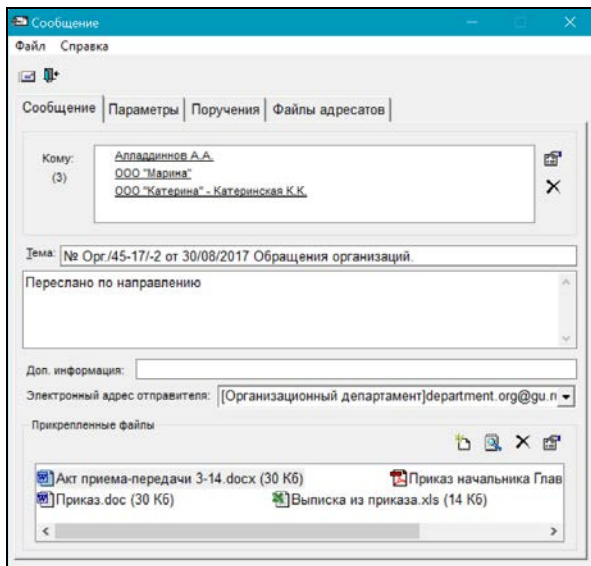 Сообщение
Файл Справка
Сообщение Параметры Поручения Файлы адресатов
Кому: Алладдиннов А.А.
(3) ООО "Марина"
ООО "Катерина" - Катеринская К.К.
Тема: № Орг./45-17/-2 от 30/08/2017 Обращения организаций.
Переслано по направлению
Доп. информация:
Электронный адрес отправителя: [Организационный департамент]department.org@gu.r
Прикрепленные файлы
Акт приема-передачи 3-14.docx (30 Кб) Приказ начальника Глав
Приказ.doc (30 Кб) Выписка из приказа.xls (14 Кб)